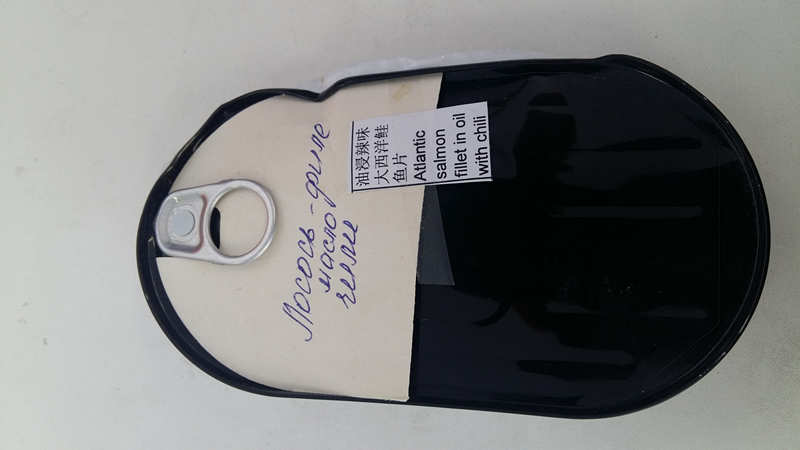 油浸辣味
大西洋鲑
鱼片
Atlantic
salmon
fillet in oil
with chili
Лосось-филе
масло
чили